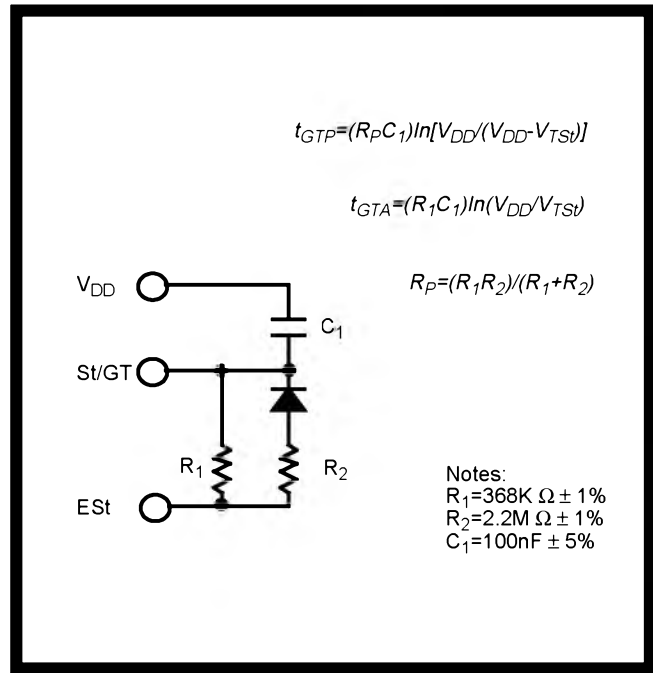 t_GTP=(R_PC_1)ln[V_DD/(V_DD-V_TSt)]
t_GTA=(R_1C_1)ln(V_DD/V_TSt)
R_P=(R_1R_2)/(R_1+R_2)
V_DD
C_1
St/GT
R_1
R_2
ESt
Notes:
R_1=368K Ω ± 1%
R_2=2.2M Ω ± 1%
C_1=100nF ± 5%